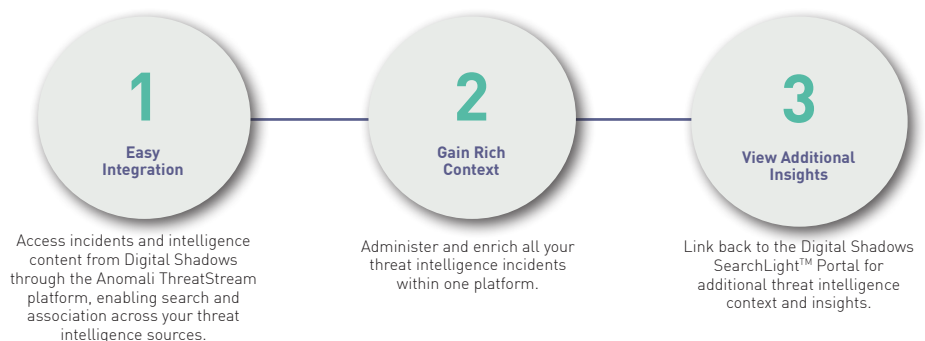 1
Easy
Integration
Access incidents and intelligence
content from Digital Shadows
through the Anomali ThreatStream
platform, enabling search and
association across your threat
intelligence sources.
2
Gain Rich
Context
Administer and enrich all your
threat intelligence incidents
within one platform.
3
View Additional
Insights
Link back to the Digital Shadows
SearchLight™ Portal for
additional threat intelligence
context and insights.